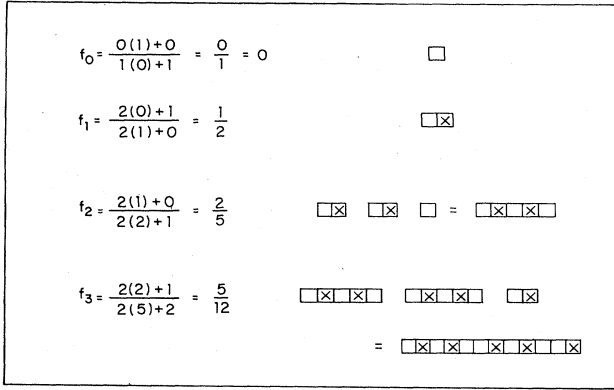 f₀ = 0(1)+0 / 1(0)+1 = 0/1 = 0
f₁ = 2(0)+1 / 2(1)+0 = 1/2
f₂ = 2(1)+0 / 2(2)+1 = 2/5 =
f₃ = 2(2)+1 / 2(5)+2 = 5/12
=